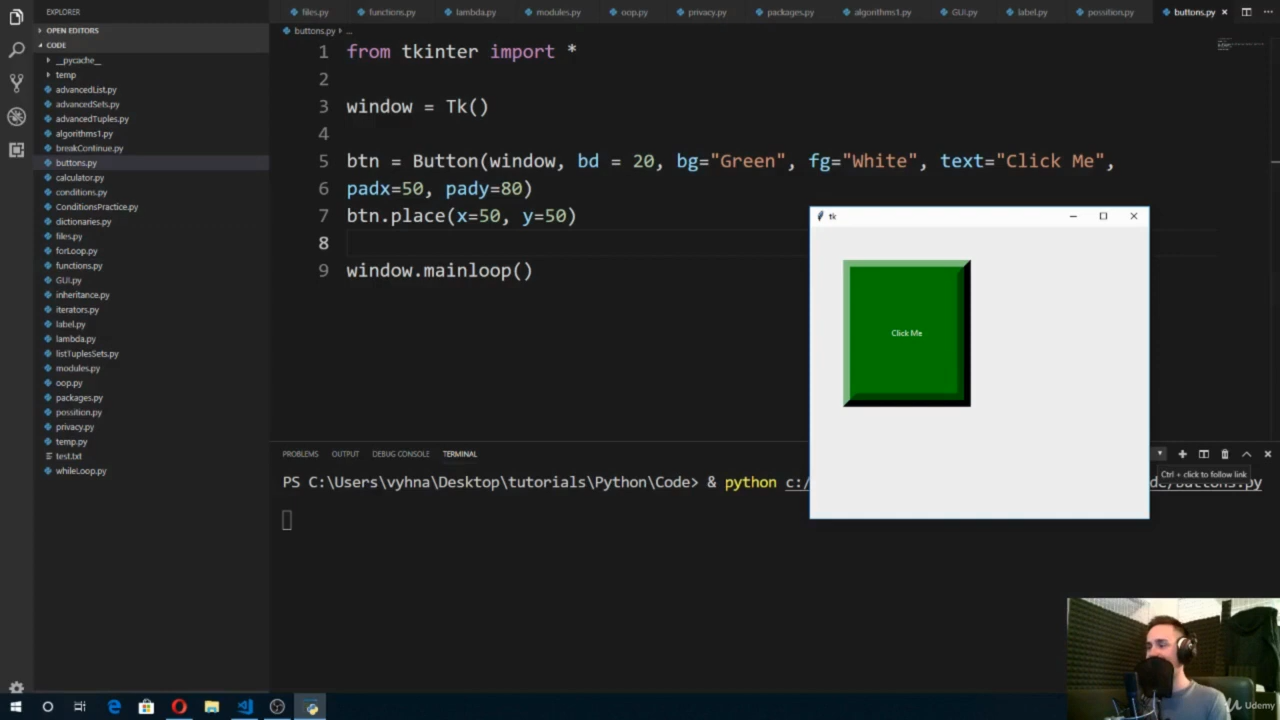 EXPLORER
OPEN EDITORS
CODE
__pycache__
temp
advancedList.py
advancedSets.py
advancedTuples.py
algorithms1.py
breakContinue.py
buttons.py
calculator.py
conditions.py
ConditionsPractice.py
dictionaries.py
files.py
forLoop.py
functions.py
GUI.py
inheritance.py
iterators.py
label.py
lambda.py
listTuplesSets.py
modules.py
oop.py
packages.py
possition.py
privacy.py
temp.py
test.txt
whileLoop.py
files.py functions.py lambda.py modules.py oop.py privacy.py packages.py algorithms1.py GUI.py label.py possition.py buttons.py
buttons.py > ...
1 from tkinter import *
2
3 window = Tk()
4
5 btn = Button(window, bd = 20, bg="Green", fg="White", text="Click Me",
6 padx=50, pady=80)
7 btn.place(x=50, y=50)
8
9 window.mainloop()
tk
Click Me
PROBLEMS OUTPUT DEBUG CONSOLE TERMINAL
Ctrl + click to follow link
PS C:\Users\vyhna\Desktop\tutorials\Python\Code> & python c:/ de/buttons.py
Udemy